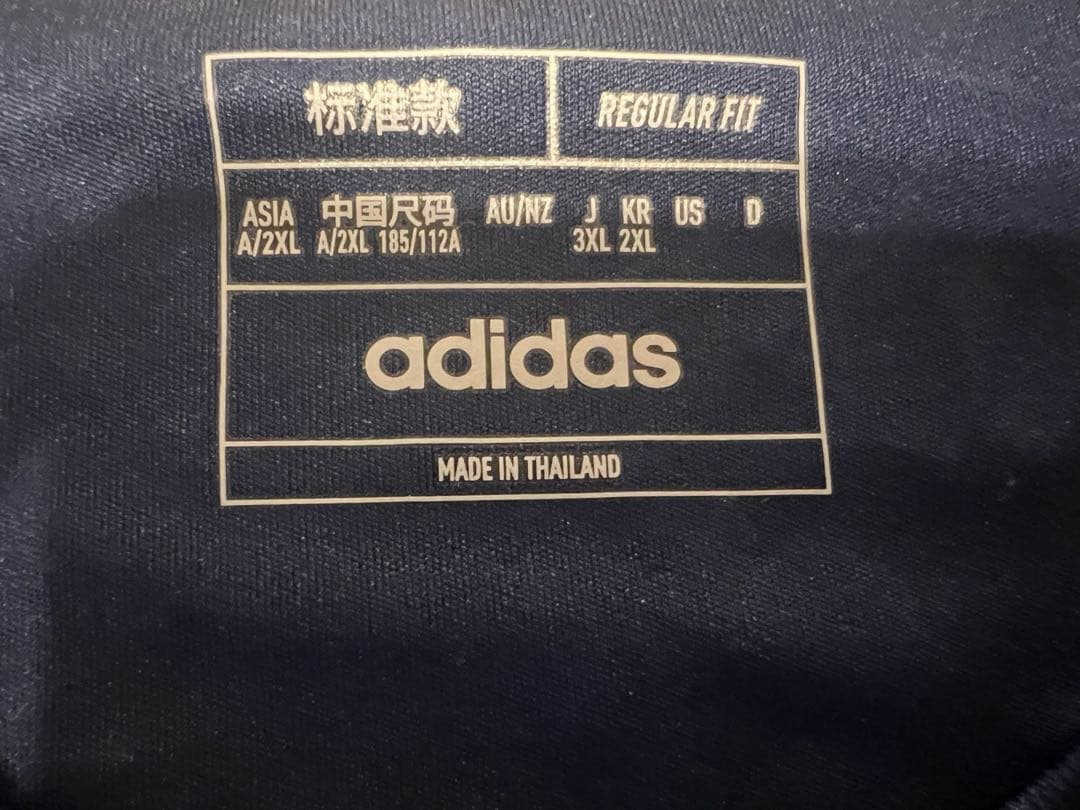 标准款 REGULAR FIT
ASIA 中国尺码 AU/NZ J KR US D
A/2XL A/2XL 185/112A 3XL 2XL
adidas
MADE IN THAILAND